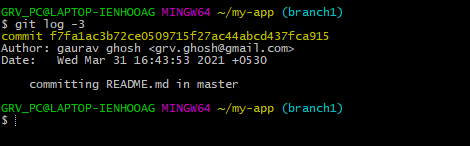 GRV_PC@LAPTOP-IENHOOAG MINGW64 ~/my-app (branch1)
$ git log -3
commit f7fa1ac3b72ce0509715f27ac44abcd437fca915
Author: gaurav ghosh <grv.ghosh@gmail.com>
Date:   Wed Mar 31 16:43:53 2021 +0530

    committing README.md in master

GRV_PC@LAPTOP-IENHOOAG MINGW64 ~/my-app (branch1)
$